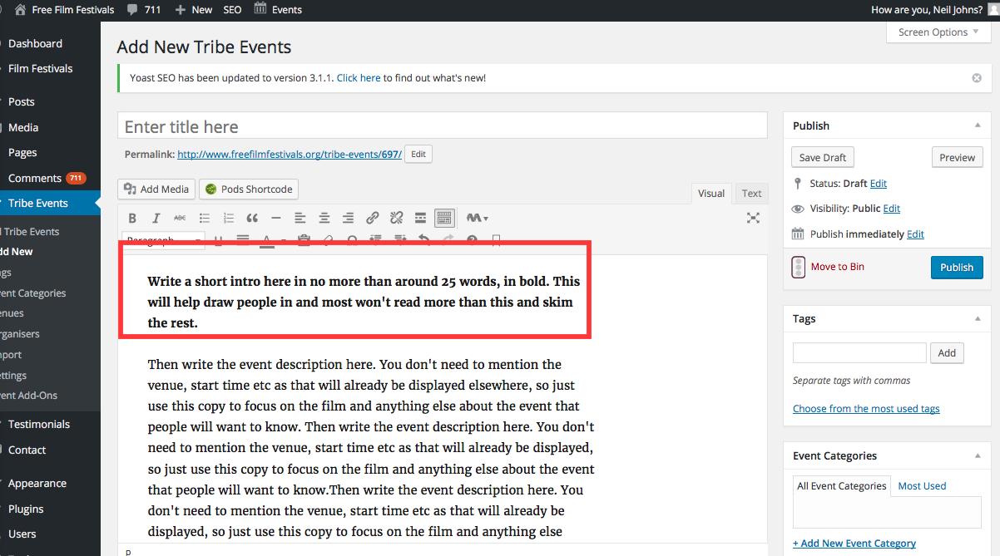 Free Film Festivals 711 New SEO Events How are you, Neil Johns?
Screen Options
Dashboard
Film Festivals
Posts
Media
Pages
Comments 711
Tribe Events
l Tribe Events
dd New
gs
vent Categories
enues
rganisers
mport
ettings
vent Add-Ons
Testimonials
Contact
Appearance
Plugins
Users
Add New Tribe Events
Yoast SEO has been updated to version 3.1.1. Click here to find out what's new!
Enter title here
Permalink: http://www.freefilmfestivals.org/tribe-events/697/ Edit
Add Media Pods Shortcode
Visual Text
B I ABC
Paragraph U A
Write a short intro here in no more than around 25 words, in bold. This
will help draw people in and most won't read more than this and skim
the rest.
Then write the event description here. You don't need to mention the
venue, start time etc as that will already be displayed elsewhere, so just
use this copy to focus on the film and anything else about the event that
people will want to know. Then write the event description here. You don't
need to mention the venue, start time etc as that will already be displayed,
so just use this copy to focus on the film and anything else about the event
that people will want to know.Then write the event description here. You
don't need to mention the venue, start time etc as that will already be
displayed, so just use this copy to focus on the film and anything else
p
Publish
Save Draft Preview
Status: Draft Edit
Visibility: Public Edit
Publish immediately Edit
Move to Bin Publish
Tags
Add
Separate tags with commas
Choose from the most used tags
Event Categories
All Event Categories Most Used
+ Add New Event Category